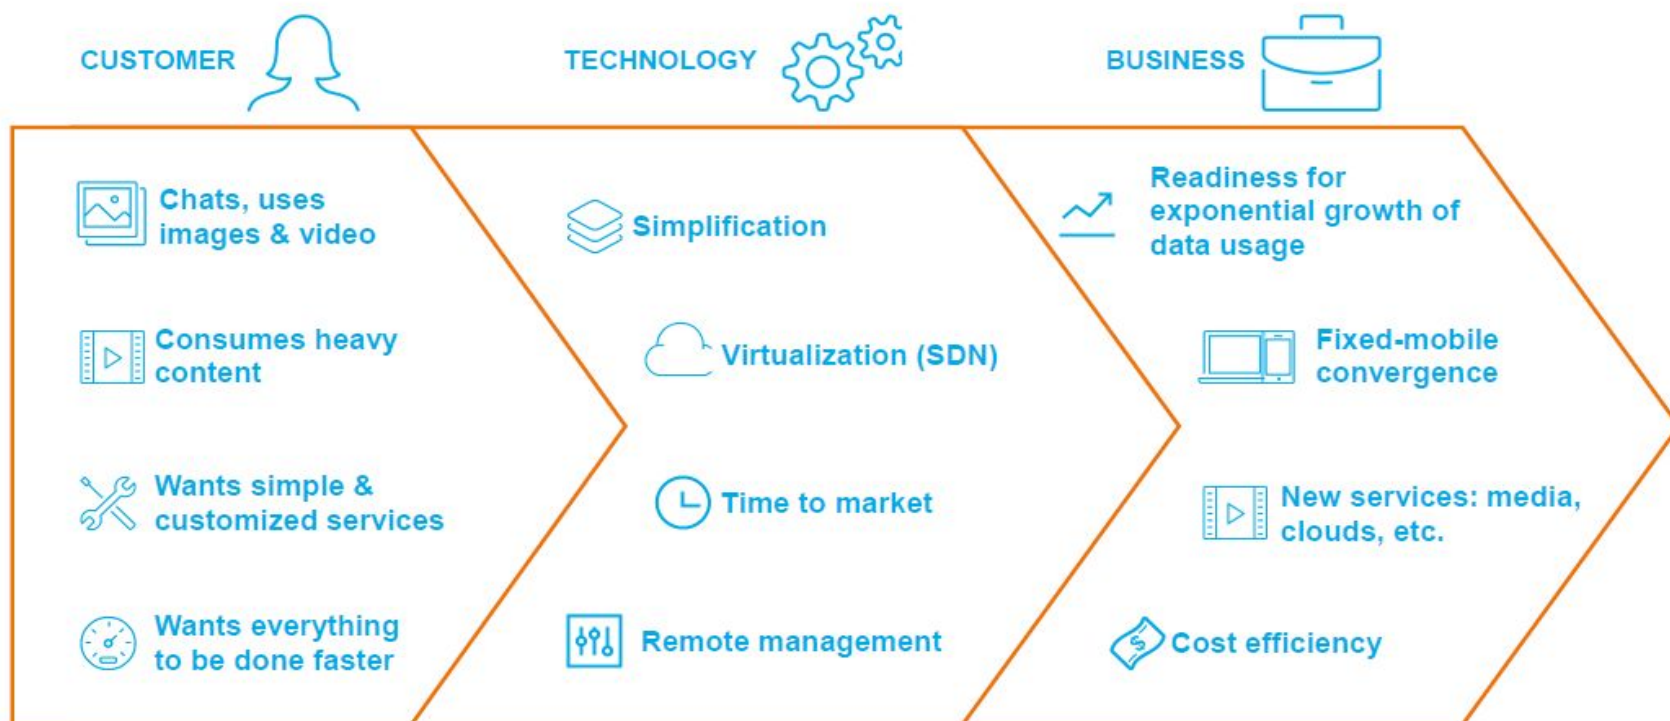 CUSTOMER
TECHNOLOGY
BUSINESS
Chats, uses
images & video
Consumes heavy
content
Wants simple &
customized services
Wants everything
to be done faster
Simplification
Virtualization (SDN)
Time to market
Remote management
Readiness for
exponential growth of
data usage
Fixed-mobile
convergence
New services: media,
clouds, etc.
$
Cost efficiency